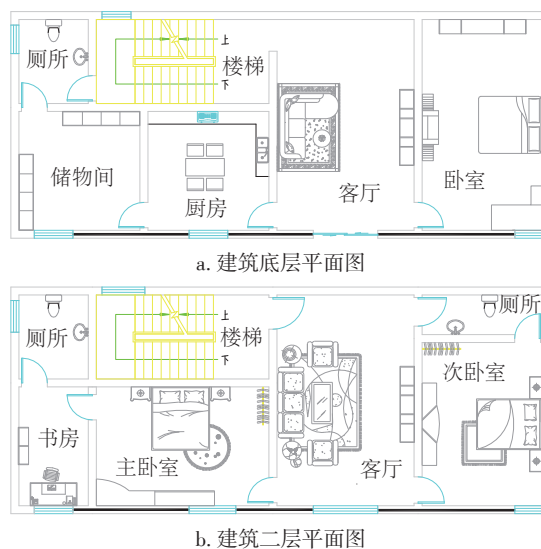 厕所
上
楼梯
下
储物间
厨房
客厅
卧室
a. 建筑底层平面图
厕所
厕所
上
楼梯
下
次卧室
书房
主卧室
客厅
b. 建筑二层平面图